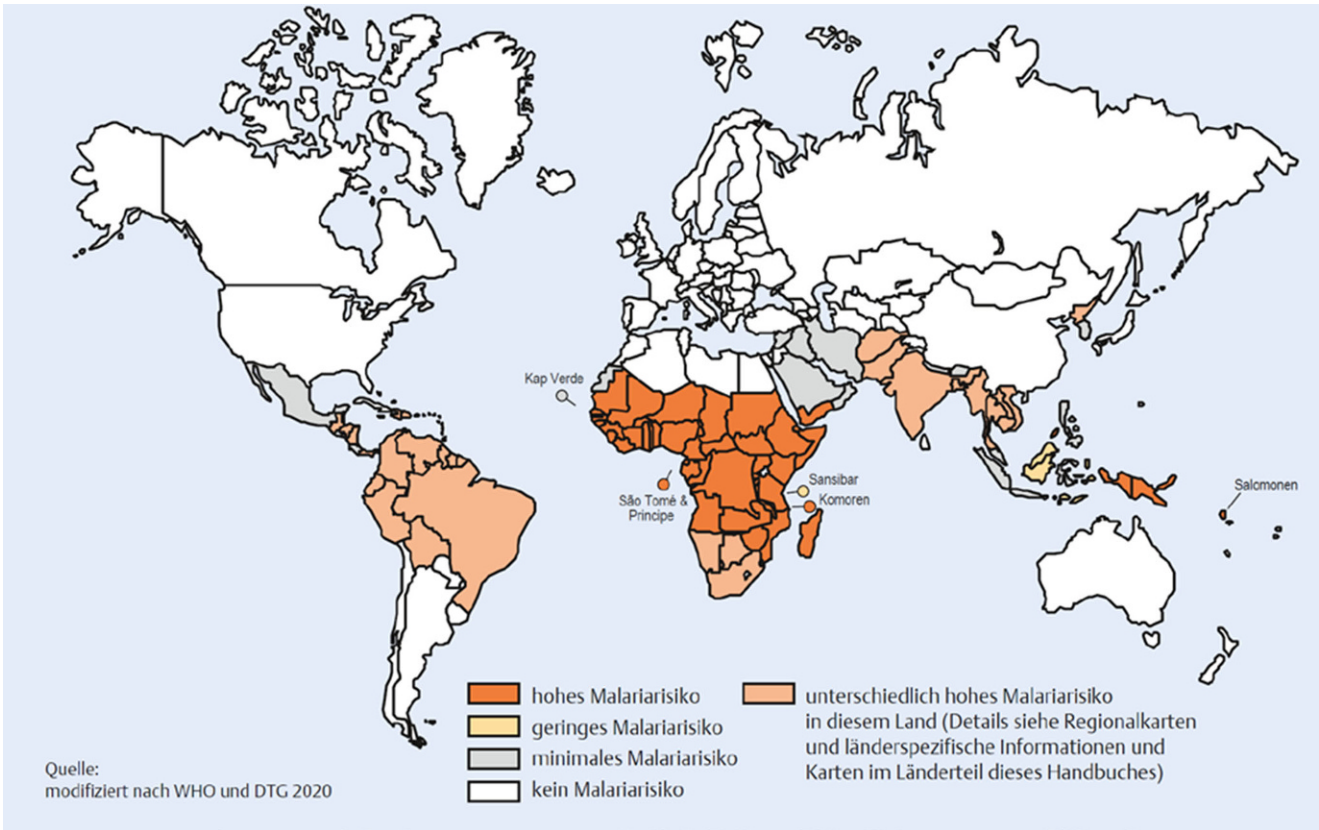 Kap Verde
São Tomé &
Principe
Sansibar
Komoren
Salomonen
hohes Malariarisiko
geringes Malariarisiko
minimales Malariarisiko
kein Malariarisiko
unterschiedlich hohes Malariarisiko
in diesem Land (Details siehe Regionalkarten
und länderspezifische Informationen und
Karten im Länderteil dieses Handbuches)
Quelle:
modifiziert nach WHO und DTG 2020